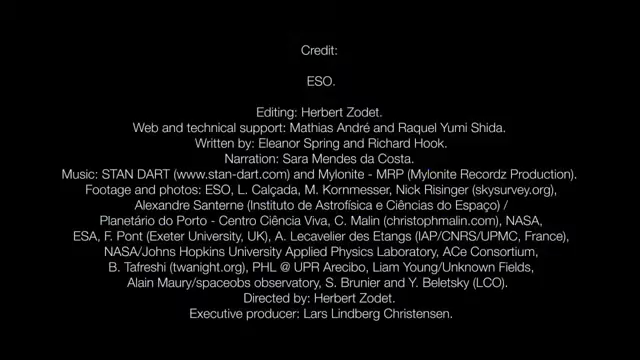 Credit:
ESO.
Editing: Herbert Zodet.
Web and technical support: Mathias André and Raquel Yumi Shida.
Written by: Eleanor Spring and Richard Hook.
Narration: Sara Mendes da Costa.
Music: STAN DART (www.stan-dart.com) and Mylonite - MRP (Mylonite Recordz Production).
Footage and photos: ESO, L. Calçada, M. Kornmesser, Nick Risinger (skysurvey.org),
Alexandre Santerne (Instituto de Astrofísica e Ciências do Espaço) /
Planetário do Porto - Centro Ciência Viva, C. Malin (christophmalin.com), NASA,
ESA, F. Pont (Exeter University, UK), A. Lecavelier des Etangs (IAP/CNRS/UPMC, France),
NASA/Johns Hopkins University Applied Physics Laboratory, ACe Consortium,
B. Tafreshi (twanight.org), PHL @ UPR Arecibo, Liam Young/Unknown Fields,
Alain Maury/spaceobs observatory, S. Brunier and Y. Beletsky (LCO).
Directed by: Herbert Zodet.
Executive producer: Lars Lindberg Christensen.